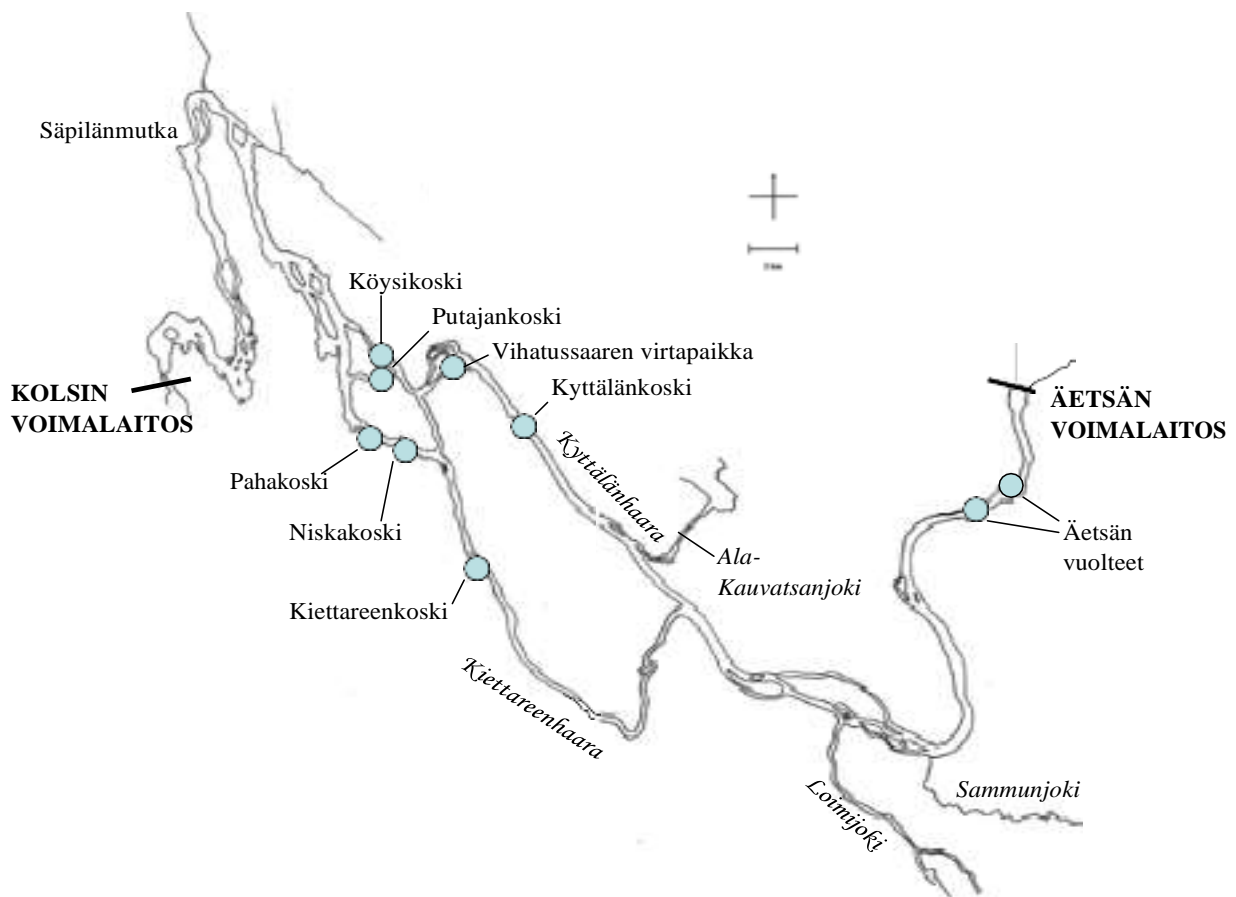 Säpilänmutka
Köysikoski
Putajankoski
Vihatussaaren virtapaikka
Kyttälänkoski
KOLSIN
VOIMALAITOS
ÄETSÄN
VOIMALAITOS
Pahakoski
Niskakoski
Kyttälänhaara
Äetsän
vuolteet
Ala-
Kauvatsanjoki
Kiettareenkoski
Kiettareenhaara
Sammunjoki
Loimijoki